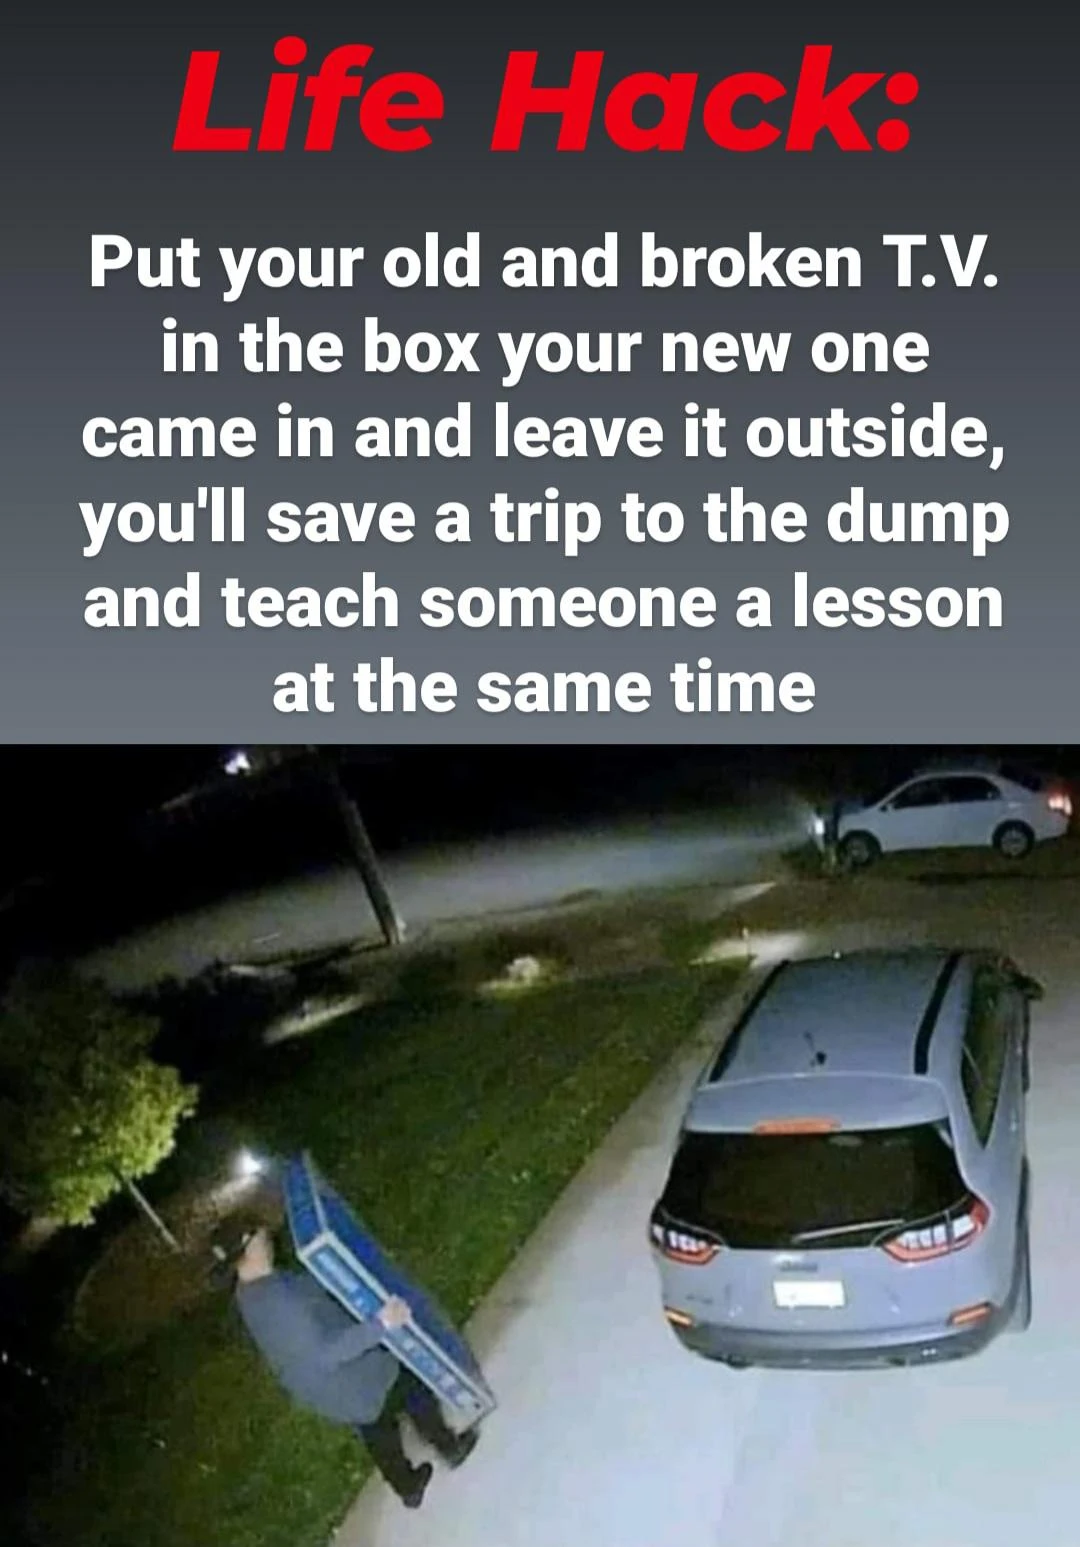 Life Hack:
Put your old and broken T.V.
in the box your new one
came in and leave it outside,
you'll save a trip to the dump
and teach someone a lesson
at the same time